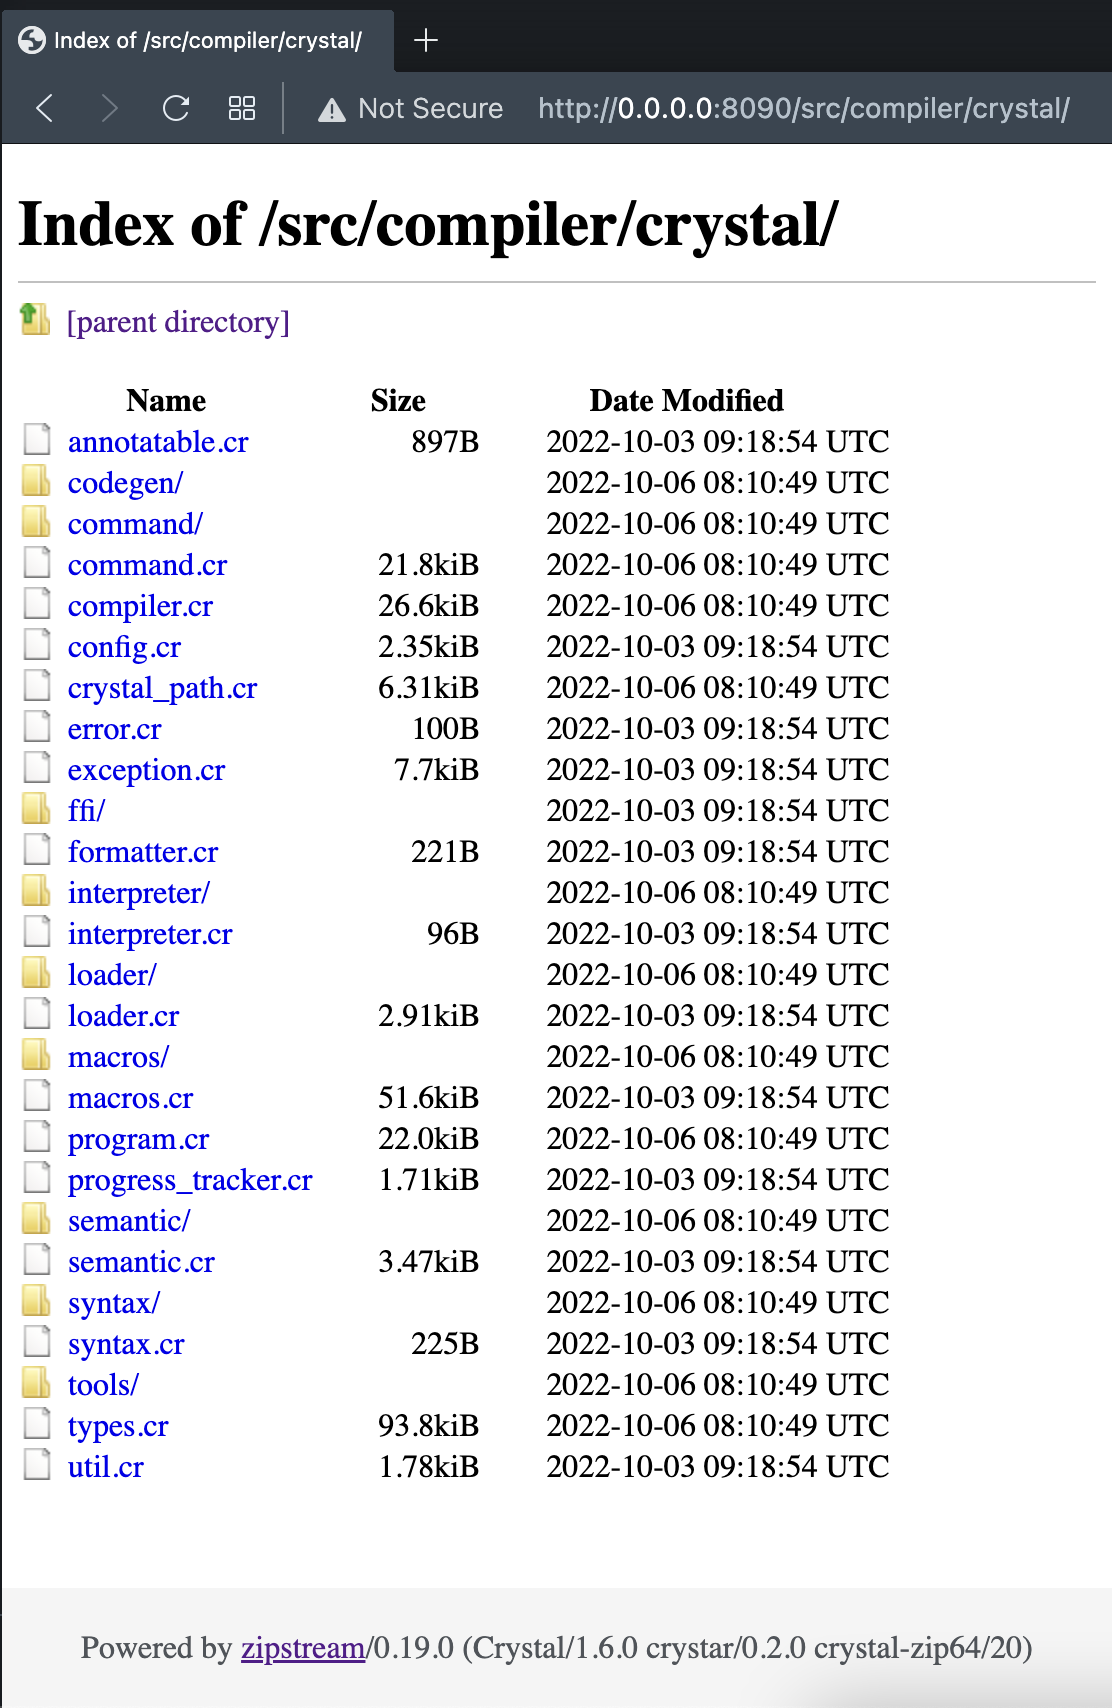 Index of /src/compiler/crystal/
Not Secure http://0.0.0.0:8090/src/compiler/crystal/
Index of /src/compiler/crystal/
[parent directory]
Name Size Date Modified
annotatable.cr 897B 2022-10-03 09:18:54 UTC
codegen/ 2022-10-06 08:10:49 UTC
command/ 2022-10-06 08:10:49 UTC
command.cr 21.8kiB 2022-10-06 08:10:49 UTC
compiler.cr 26.6kiB 2022-10-06 08:10:49 UTC
config.cr 2.35kiB 2022-10-03 09:18:54 UTC
crystal_path.cr 6.31kiB 2022-10-06 08:10:49 UTC
error.cr 100B 2022-10-03 09:18:54 UTC
exception.cr 7.7kiB 2022-10-03 09:18:54 UTC
ffi/ 2022-10-03 09:18:54 UTC
formatter.cr 221B 2022-10-03 09:18:54 UTC
interpreter/ 2022-10-06 08:10:49 UTC
interpreter.cr 96B 2022-10-03 09:18:54 UTC
loader/ 2022-10-06 08:10:49 UTC
loader.cr 2.91kiB 2022-10-03 09:18:54 UTC
macros/ 2022-10-06 08:10:49 UTC
macros.cr 51.6kiB 2022-10-03 09:18:54 UTC
program.cr 22.0kiB 2022-10-06 08:10:49 UTC
progress_tracker.cr 1.71kiB 2022-10-03 09:18:54 UTC
semantic/ 2022-10-06 08:10:49 UTC
semantic.cr 3.47kiB 2022-10-03 09:18:54 UTC
syntax/ 2022-10-06 08:10:49 UTC
syntax.cr 225B 2022-10-03 09:18:54 UTC
tools/ 2022-10-06 08:10:49 UTC
types.cr 93.8kiB 2022-10-06 08:10:49 UTC
util.cr 1.78kiB 2022-10-03 09:18:54 UTC
Powered by zipstream/0.19.0 (Crystal/1.6.0 crystar/0.2.0 crystal-zip64/20)